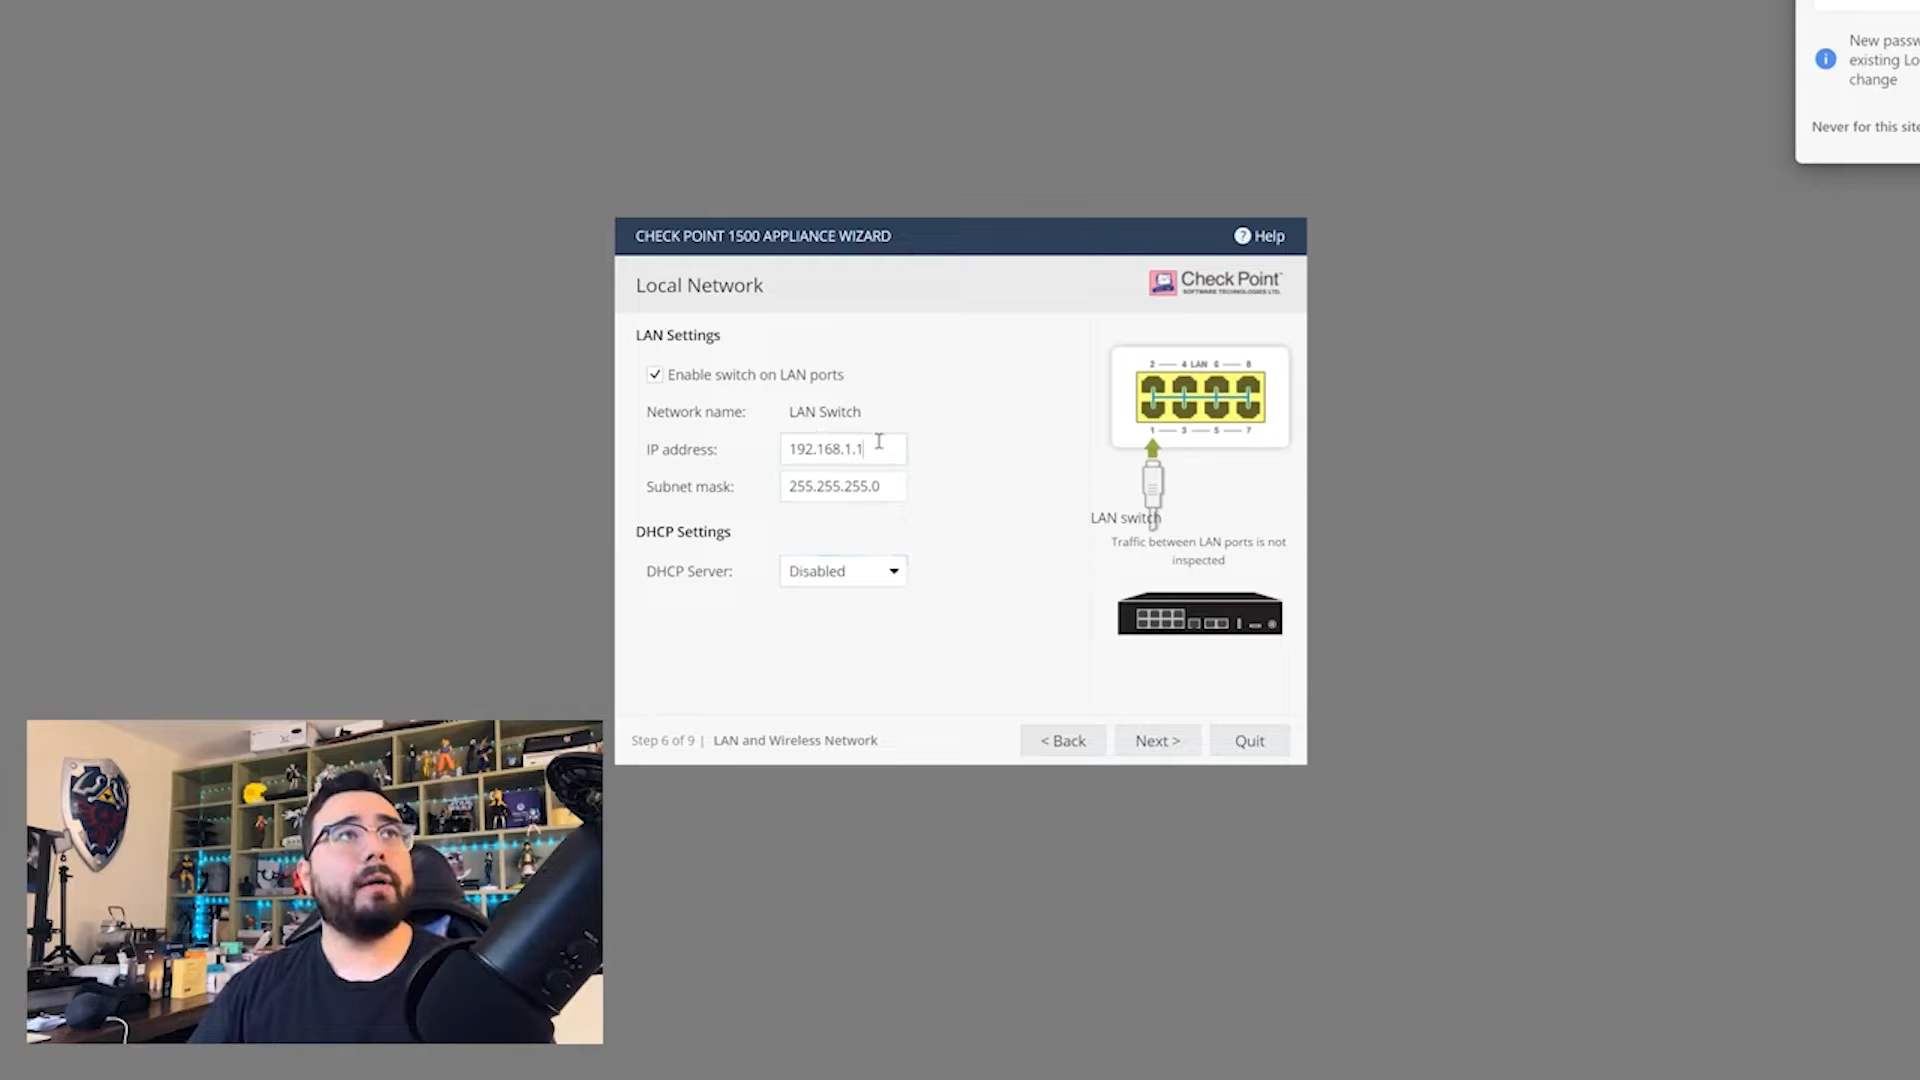 New passw
existing Lo
change
Never for this site
CHECK POINT 1500 APPLIANCE WIZARD
? Help
Local Network
Check Point
SOFTWARE TECHNOLOGIES LTD.
LAN Settings
Enable switch on LAN ports
Network name: LAN Switch
IP address: 192.168.1.1
Subnet mask: 255.255.255.0
DHCP Settings
DHCP Server: Disabled
2 4 LAN 6 8
1 3 5 7
LAN switch
Traffic between LAN ports is not
inspected
Step 6 of 9 | LAN and Wireless Network
< Back
Next >
Quit